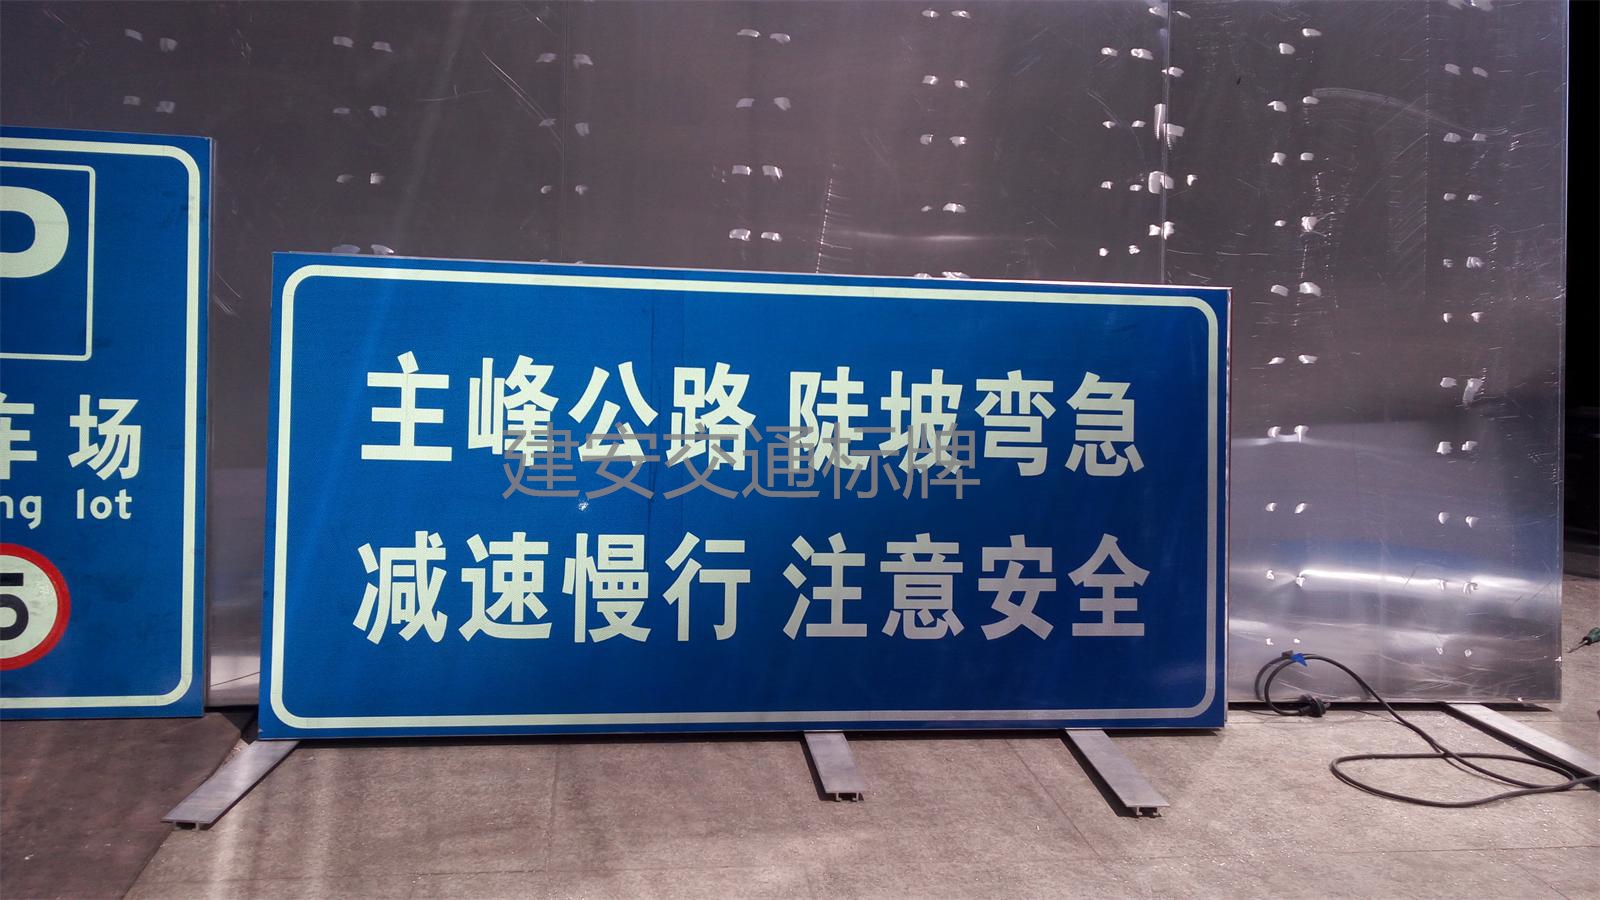 P
车场
ng lot
5
主峰公路 陡坡弯急
建安交通标牌
减速慢行 注意安全